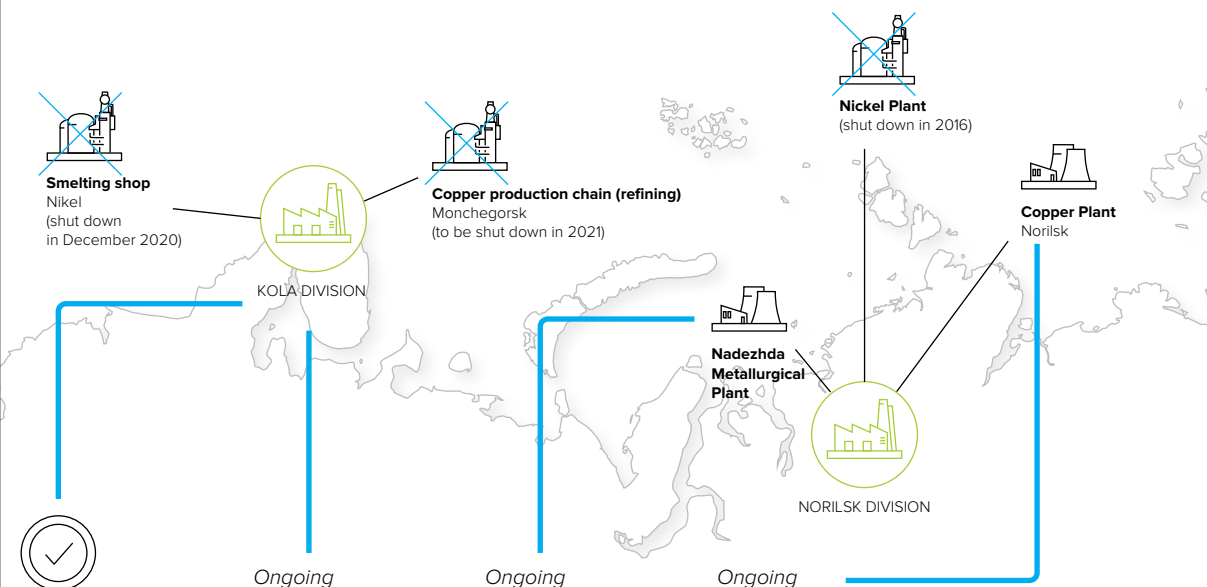 Nickel Plant
(shut down in 2016)
Smelting shop
Nikel
(shut down
in December 2020)
Copper production chain (refining)
Monchegorsk
(to be shut down in 2021)
Copper Plant
Norilsk
KOLA DIVISION
Nadezhda
Metallurgical
Plant
NORILSK DIVISION
Ongoing
Ongoing
Ongoing